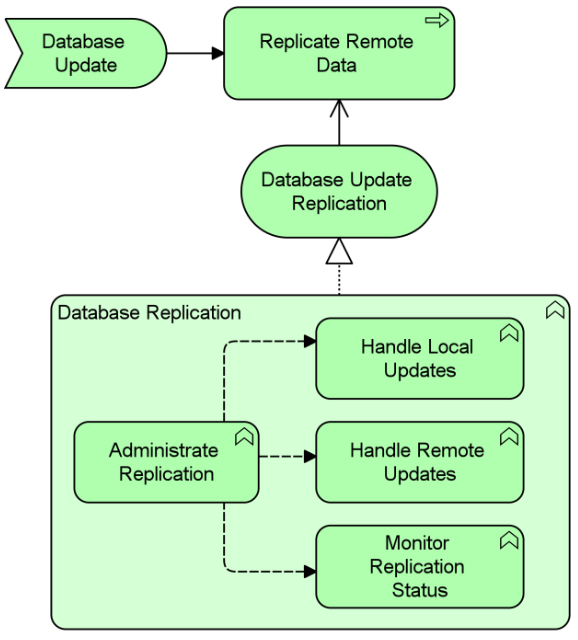 Database
Update
Replicate Remote
Data
Database Update
Replication
Database Replication
Handle Local
Updates
Administrate
Replication
Handle Remote
Updates
Monitor
Replication
Status